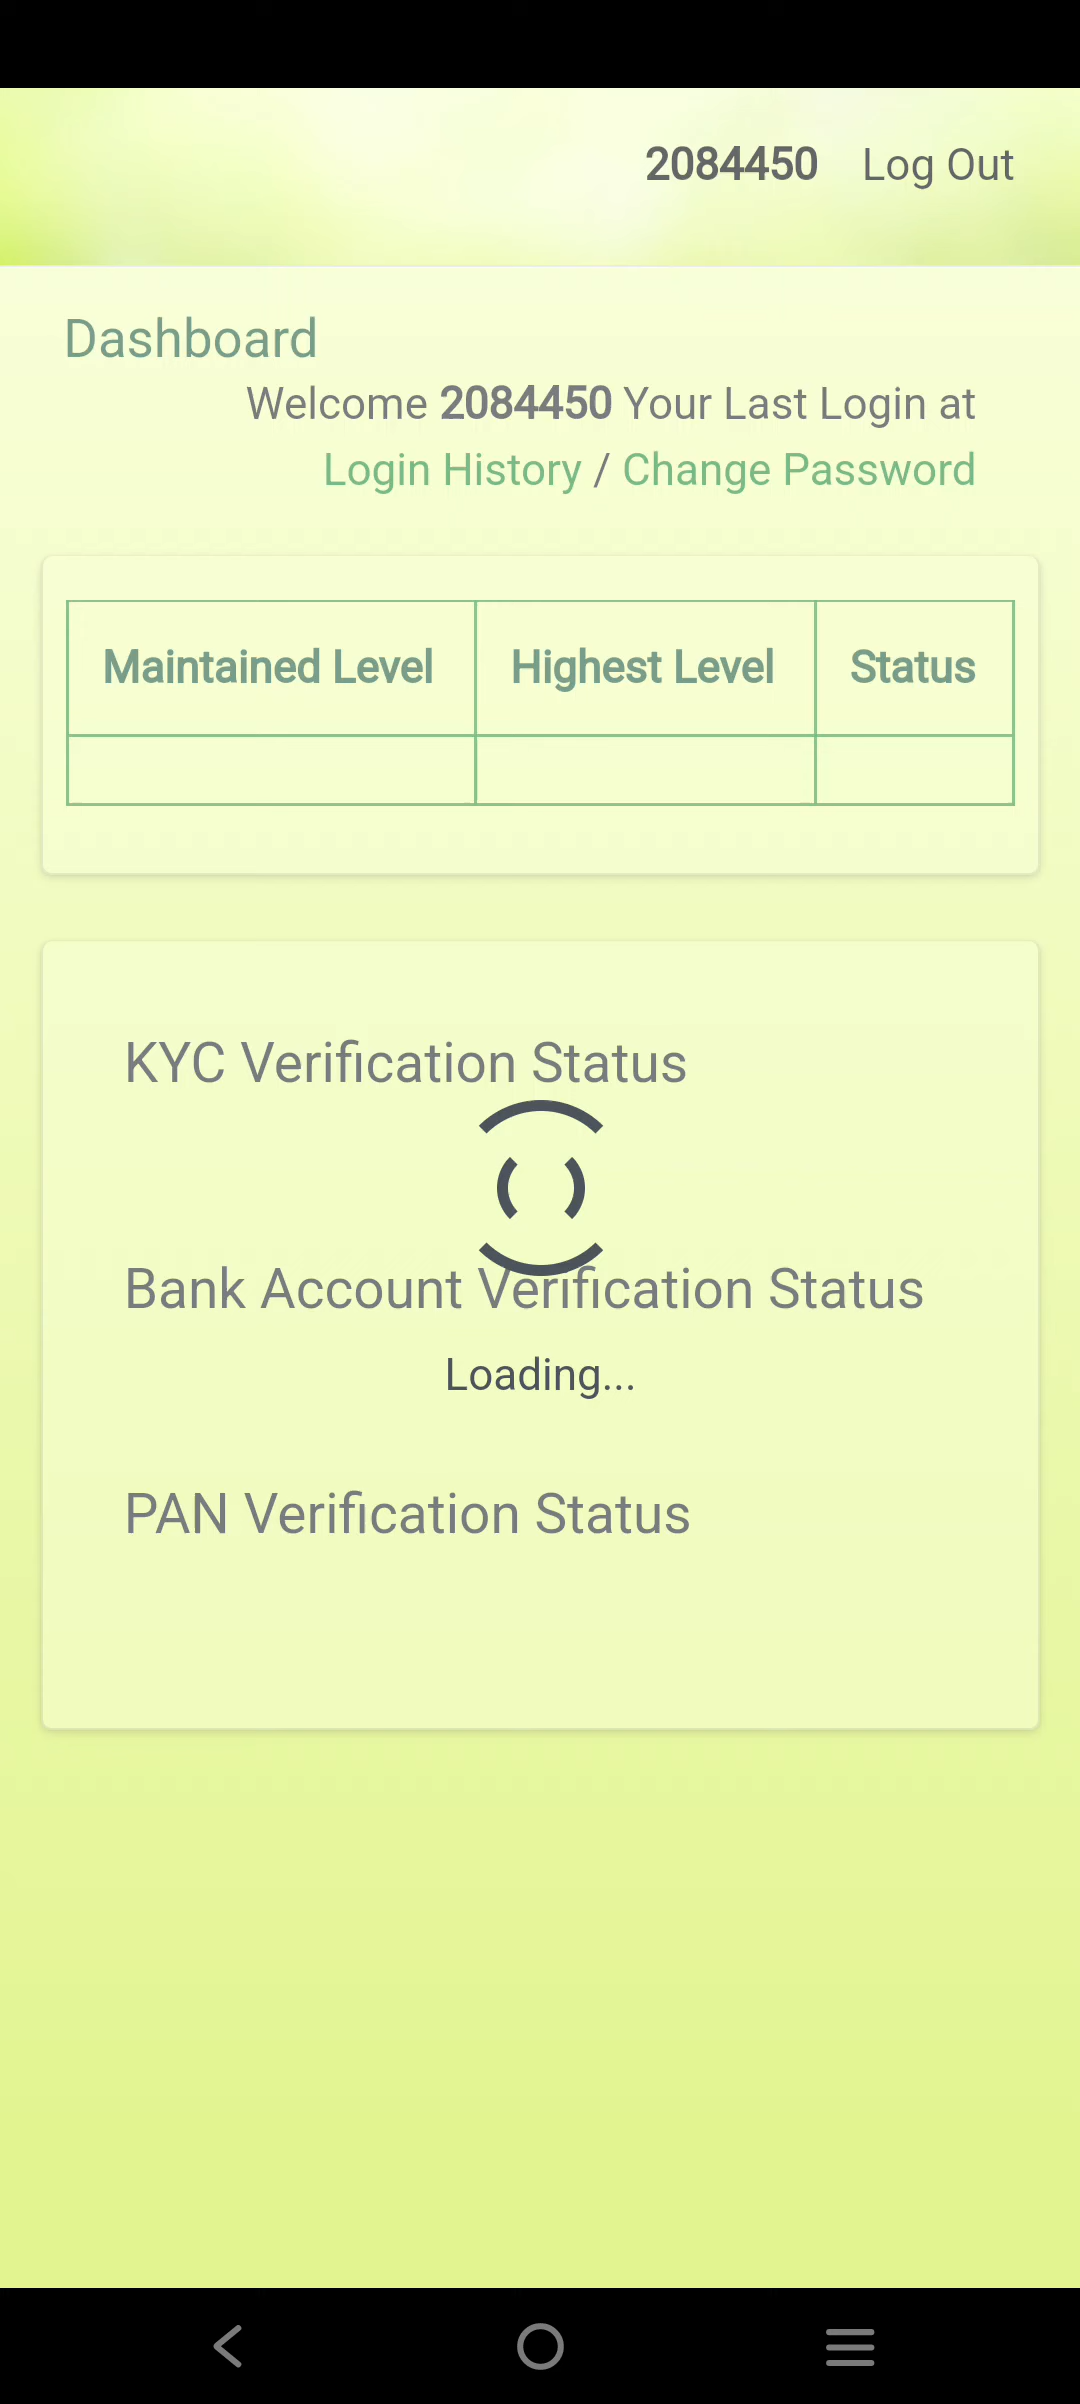 2084450 Log Out
Dashboard
Welcome 2084450 Your Last Login at
Login History / Change Password
Maintained Level Highest Level Status
KYC Verification Status
Bank Account Verification Status
Loading...
PAN Verification Status